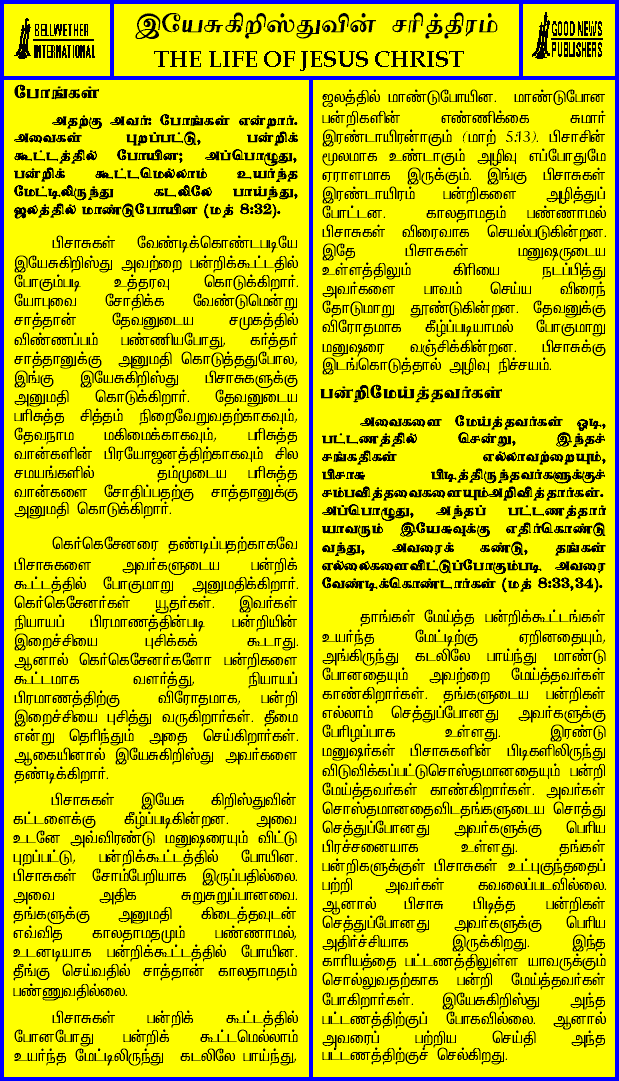 BELLWETHER
INTERNATIONAL
இயேசுகிறிஸ்துவின் சரித்திரம்
THE LIFE OF JESUS CHRIST
GOOD NEWS
PUBLISHERS
போங்கள்
அதற்கு அவர்: போங்கள் என்றார்.
அவைகள் புறப்பட்டு, பன்றிக்
கூட்டத்தில் போயின; அப்பொழுது,
பன்றிக் கூட்டமெல்லாம் உயர்ந்த
மேட்டிலிருந்து கடலிலே பாய்ந்து,
ஜலத்தில் மாண்டுபோயின (மத் 8:32).
பிசாசுகள் வேண்டிக்கொண்டபடியே
இயேசுகிறிஸ்து அவற்றை பன்றிக்கூட்டதில்
போகும்படி உத்தரவு கொடுக்கிறார்.
யோபுவை சோதிக்க வேண்டுமென்று
சாத்தான் தேவனுடைய சமுகத்தில்
விண்ணப்பம் பண்ணியபோது, கர்த்தர்
சாத்தானுக்கு அனுமதி கொடுத்ததுபோல,
இங்கு இயேசுகிறிஸ்து பிசாசுகளுக்கு
அனுமதி கொடுக்கிறார். தேவனுடைய
பரிசுத்த சித்தம் நிறைவேறுவதற்காகவும்,
தேவநாம மகிமைக்காகவும், பரிசுத்த
வான்களின் பிரயோஜனத்திற்காகவும் சில
சமயங்களில் தம்முடைய பரிசுத்த
வான்களை சோதிப்பதற்கு சாத்தானுக்கு
அனுமதி கொடுக்கிறார்.
கெர்கெசேனரை தண்டிப்பதற்காகவே
பிசாசுகளை அவர்களுடைய பன்றிக்
கூட்டத்தில் போகுமாறு அனுமதிக்கிறார்.
கெர்கெசேனர்கள் யூதர்கள். இவர்கள்
நியாயப் பிரமாணத்தின்படி பன்றியின்
இறைச்சியை புசிக்கக் கூடாது.
ஆனால் கெர்கெசேனர்களோ பன்றிகளை
கூட்டமாக வளர்த்து, நியாயப்
பிரமாணத்திற்கு விரோதமாக, பன்றி
இறைச்சியை புசித்து வருகிறார்கள். தீமை
என்று தெரிந்தும் அதை செய்கிறார்கள்.
ஆகையினால் இயேசுகிறிஸ்து அவர்களை
தண்டிக்கிறார்.
பிசாசுகள் இயேசு கிறிஸ்துவின்
கட்டளைக்கு கீழ்ப்படிகின்றன. அவை
உடனே அவ்விரண்டு மனுஷரையும் விட்டு
புறப்பட்டு, பன்றிக்கூட்டத்தில் போயின.
பிசாசுகள் சோம்பேறியாக இருப்பதில்லை.
அவை அதிக சுறுசுறுப்பானவை.
தங்களுக்கு அனுமதி கிடைத்தவுடன்
எவ்வித காலதாமதமும் பண்ணாமல்,
உடனடியாக பன்றிக்கூட்டத்தில் போயின.
தீங்கு செய்வதில் சாத்தான் காலதாமதம்
பண்ணுவதில்லை.
பிசாசுகள் பன்றிக் கூட்டத்தில்
போனபோது பன்றிக் கூட்டமெல்லாம்
உயர்ந்த மேட்டிலிருந்து கடலிலே பாய்ந்து,
ஜலத்தில் மாண்டுபோயின. மாண்டுபோன
பன்றிகளின் எண்ணிக்கை சுமார்
இரண்டாயிரனாகும் (மாற் 5:13). பிசாசின்
மூலமாக உண்டாகும் அழிவு எப்போதுமே
ஏராளமாக இருக்கும். இங்கு பிசாசுகள்
இரண்டாயிரம் பன்றிகளை அழித்துப்
போட்டன. காலதாமதம் பண்ணாமல்
பிசாசுகள் விரைவாக செயல்படுகின்றன.
இதே பிசாசுகள் மனுஷருடைய
உள்ளத்திலும் கிரியை நடப்பித்து
அவர்களை பாவம் செய்ய விரைந்
தோடுமாறு தூண்டுகின்றன. தேவனுக்கு
விரோதமாக கீழ்ப்படியாமல் போகுமாறு
மனுஷரை வஞ்சிக்கின்றன. பிசாசுக்கு
இடங்கொடுத்தால் அழிவு நிச்சயம்.
பன்றிமேய்த்தவர்கள்
அவைகளை மேய்த்தவர்கள் ஓடி,
பட்டணத்தில் சென்று, இந்தச்
சங்கதிகள் எல்லாவற்றையும்,
பிசாசு பிடித்திருந்தவர்களுக்குச்
சம்பவித்தவைகளையும்அறிவித்தார்கள்.
அப்பொழுது, அந்தப் பட்டணத்தார்
யாவரும் இயேசுவுக்கு எதிர்கொண்டு
வந்து, அவரைக் கண்டு, தங்கள்
எல்லைகளைவிட்டுப்போகும்படி அவரை
வேண்டிக்கொண்டார்கள் (மத் 8:33,34).
தாங்கள் மேய்த்த பன்றிக்கூட்டங்கள்
உயர்ந்த மேட்டிற்கு ஏறினதையும்,
அங்கிருந்து கடலிலே பாய்ந்து மாண்டு
போனதையும் அவற்றை மேய்த்தவர்கள்
காண்கிறார்கள். தங்களுடைய பன்றிகள்
எல்லாம் செத்துப்போனது அவர்களுக்கு
பேரிழப்பாக உள்ளது. இரண்டு
மனுஷர்கள் பிசாசுகளின் பிடிகளிலிருந்து
விடுவிக்கப்பட்டுசொஸ்தமானதையும் பன்றி
மேய்த்தவர்கள் காண்கிறார்கள். அவர்கள்
சொஸ்தமானதைவிடதங்களுடைய சொத்து
செத்துப்போனது அவர்களுக்கு பெரிய
பிரச்சனையாக உள்ளது. தங்கள்
பன்றிகளுக்குள் பிசாசுகள் உட்புகுந்ததைப்
பற்றி அவர்கள் கவலைப்படவில்லை.
ஆனால் பிசாசு பிடித்த பன்றிகள்
செத்துப்போனது அவர்களுக்கு பெரிய
அதிர்ச்சியாக இருக்கிறது. இந்த
காரியத்தை பட்டணத்திலுள்ள யாவருக்கும்
சொல்லுவதற்காக பன்றி மேய்த்தவர்கள்
போகிறார்கள். இயேசுகிறிஸ்து அந்த
பட்டணத்திற்குப் போகவில்லை. ஆனால்
அவரைப் பற்றிய செய்தி அந்த
பட்டணத்திற்குச் செல்கிறது.